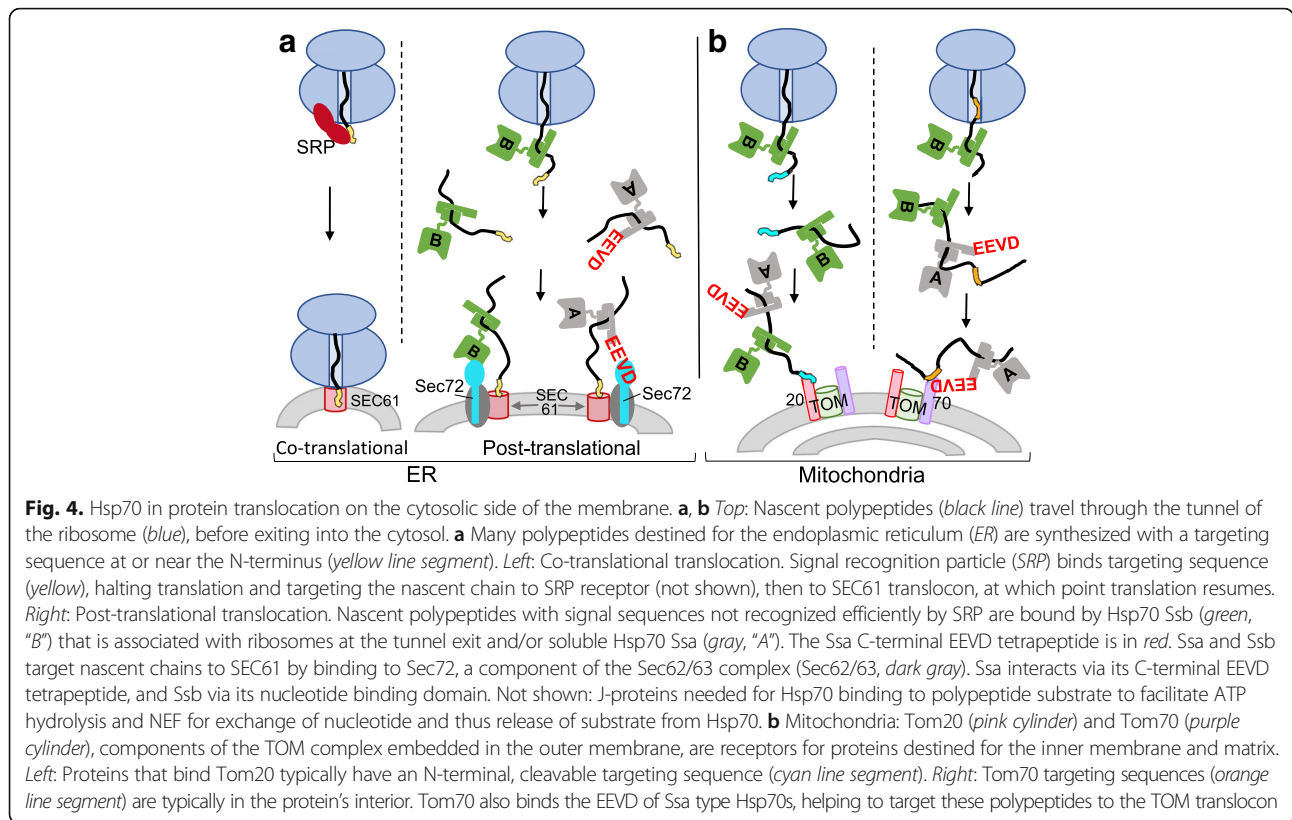 a
b
B
B
B
SRP
A
B
EEVD
B
EEVD
A
A
B
B
A
EEVD
EEVD
B
B
A
SEC61
Sec72
SEC
61
Sec72
20
TOM
EEVD
TOM
70
A
Co-translational
Post-translational
ER
Mitochondria
Fig. 4. Hsp70 in protein translocation on the cytosolic side of the membrane. a, b Top: Nascent polypeptides (black line) travel through the tunnel of
the ribosome (blue), before exiting into the cytosol. a Many polypeptides destined for the endoplasmic reticulum (ER) are synthesized with a targeting
sequence at or near the N-terminus (yellow line segment). Left: Co-translational translocation. Signal recognition particle (SRP) binds targeting sequence
(yellow), halting translation and targeting the nascent chain to SRP receptor (not shown), then to SEC61 translocon, at which point translation resumes.
Right: Post-translational translocation. Nascent polypeptides with signal sequences not recognized efficiently by SRP are bound by Hsp70 Ssb (green,
“B”) that is associated with ribosomes at the tunnel exit and/or soluble Hsp70 Ssa (gray, “A”). The Ssa C-terminal EEVD tetrapeptide is in red. Ssa and Ssb
target nascent chains to SEC61 by binding to Sec72, a component of the Sec62/63 complex (Sec62/63, dark gray). Ssa interacts via its C-terminal EEVD
tetrapeptide, and Ssb via its nucleotide binding domain. Not shown: J-proteins needed for Hsp70 binding to polypeptide substrate to facilitate ATP
hydrolysis and NEF for exchange of nucleotide and thus release of substrate from Hsp70. b Mitochondria: Tom20 (pink cylinder) and Tom70 (purple
cylinder), components of the TOM complex embedded in the outer membrane, are receptors for proteins destined for the inner membrane and matrix.
Left: Proteins that bind Tom20 typically have an N-terminal, cleavable targeting sequence (cyan line segment). Right: Tom70 targeting sequences (orange
line segment) are typically in the protein’s interior. Tom70 also binds the EEVD of Ssa type Hsp70s, helping to target these polypeptides to the TOM translocon